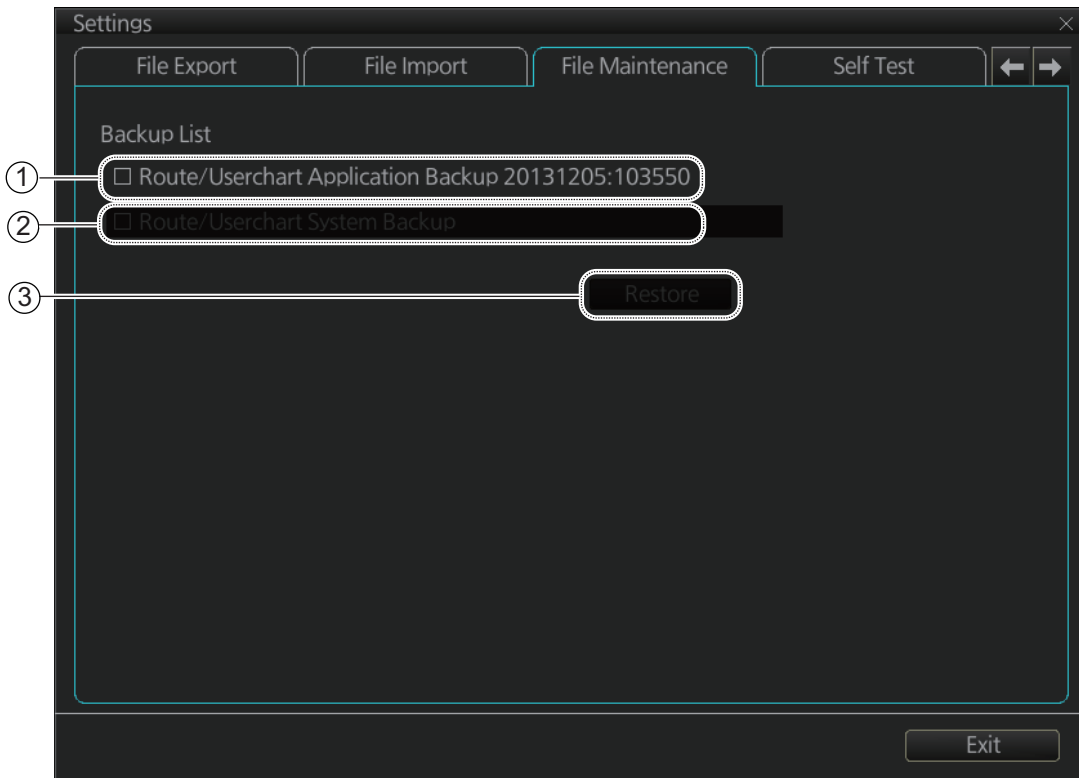 Settings
File Export
File Import
File Maintenance
Self Test
Backup List
1
Route/Userchart Application Backup 20131205:103550
2
Route/Userchart System Backup
3
Restore
Exit